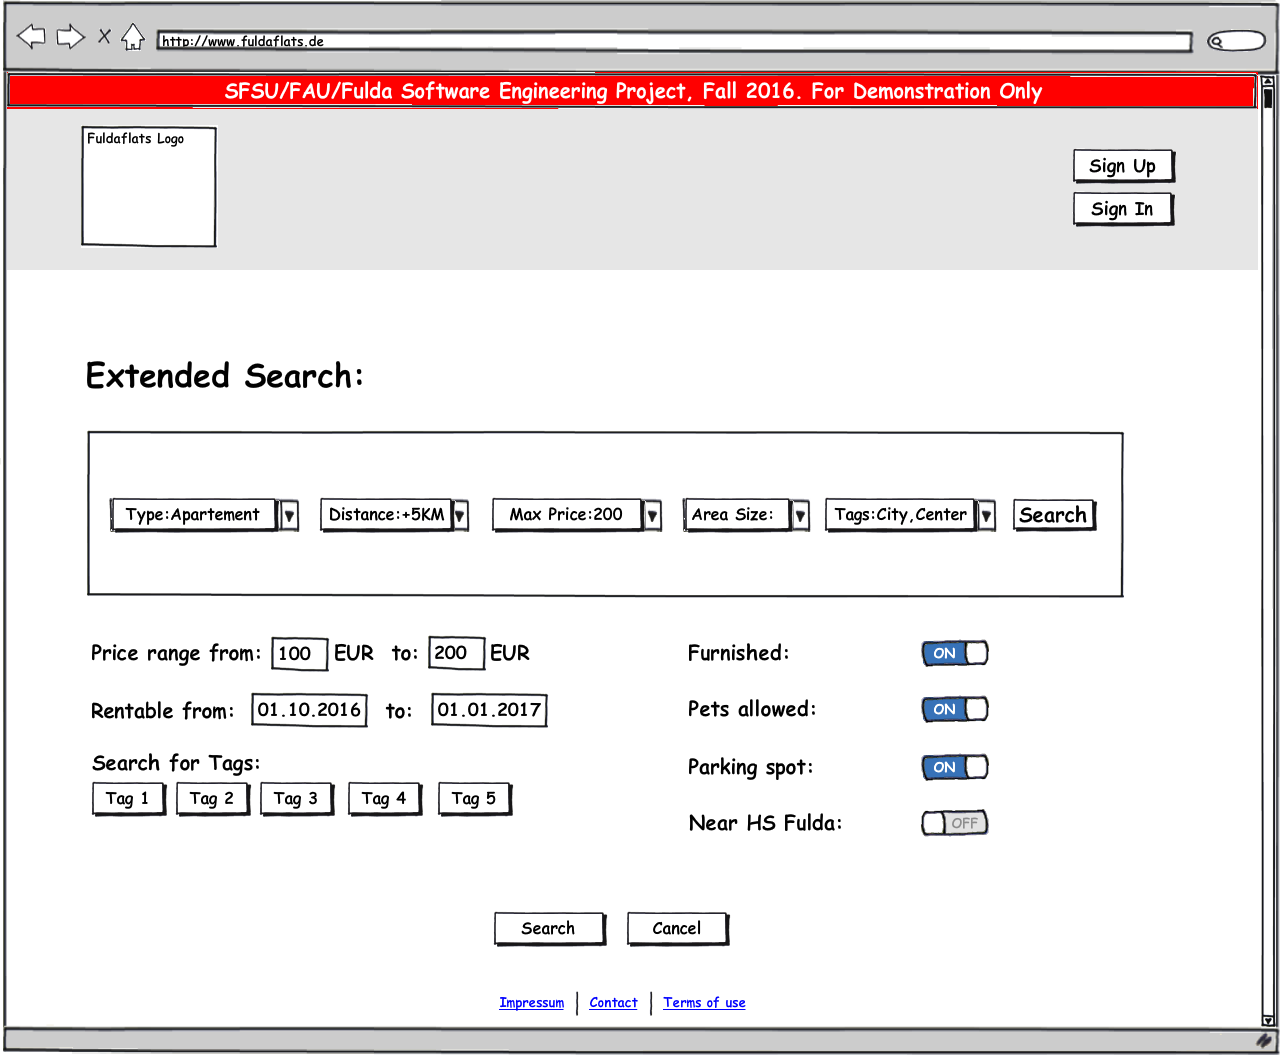 http://www.fuldaflats.de
SFSU/FAU/Fulda Software Engineering Project, Fall 2016. For Demonstration Only
Fuldaflats Logo
Sign Up
Sign In
Extended Search:
Type:Apartement Distance:+5KM Max Price:200 Area Size: Tags:City,Center Search
Price range from: 100 EUR to: 200 EUR
Furnished: ON
Rentable from: 01.10.2016 to: 01.01.2017
Pets allowed: ON
Search for Tags:
Parking spot: ON
Tag 1 Tag 2 Tag 3 Tag 4 Tag 5
Near HS Fulda: OFF
Search Cancel
Impressum Contact Terms of use